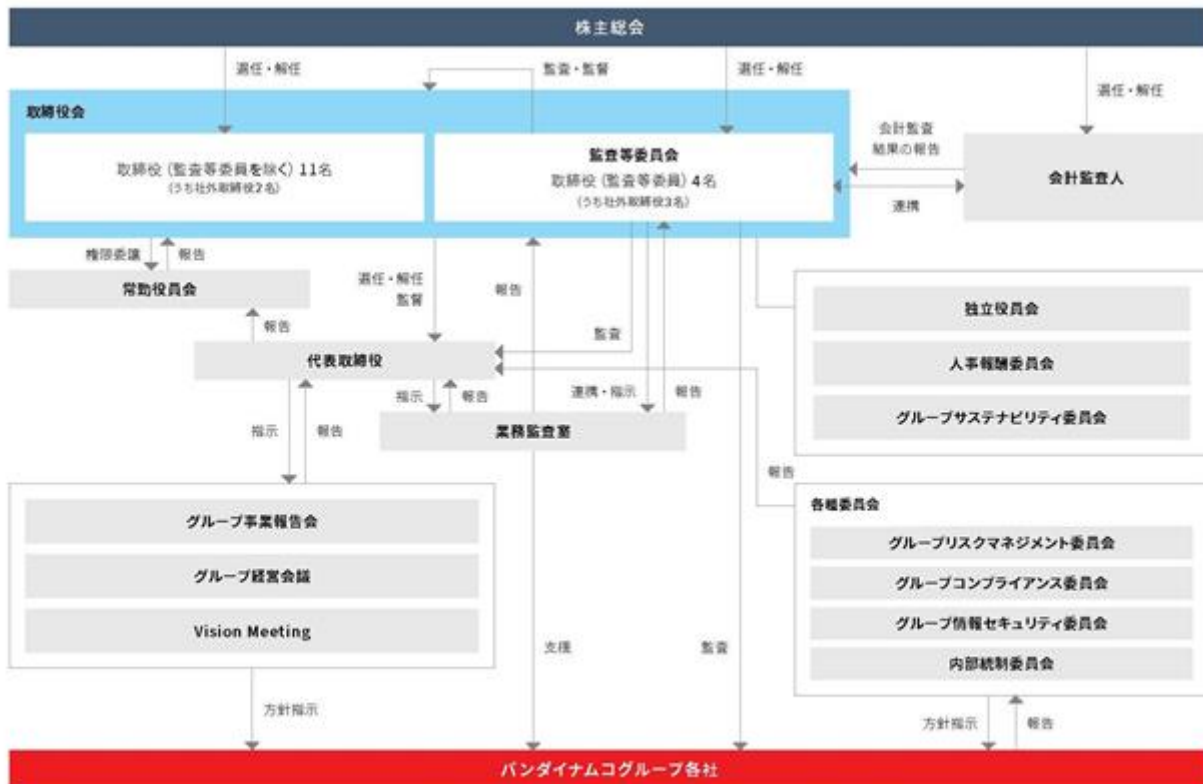 株主総会
選任・解任
監査・監督
選任・解任
選任・解任
取締役会
取締役（監査等委員を除く）11名
（うち社外取締役2名）
監査等委員会
取締役（監査等委員）4名
（うち社外取締役3名）
会計監査
結果の報告
連携
会計監査人
権限委譲
報告
常勤役員会
報告
選任・解任
監督
報告
監査
代表取締役
指示
報告
連携・指示
報告
業務監査室
独立役員会
人事報酬委員会
グループサステナビリティ委員会
指示
報告
報告
グループ事業報告会
グループ経営会議
Vision Meeting
各種委員会
グループリスクマネジメント委員会
グループコンプライアンス委員会
グループ情報セキュリティ委員会
内部統制委員会
支援
監査
方針指示
方針指示
報告
バンダイナムコグループ各社